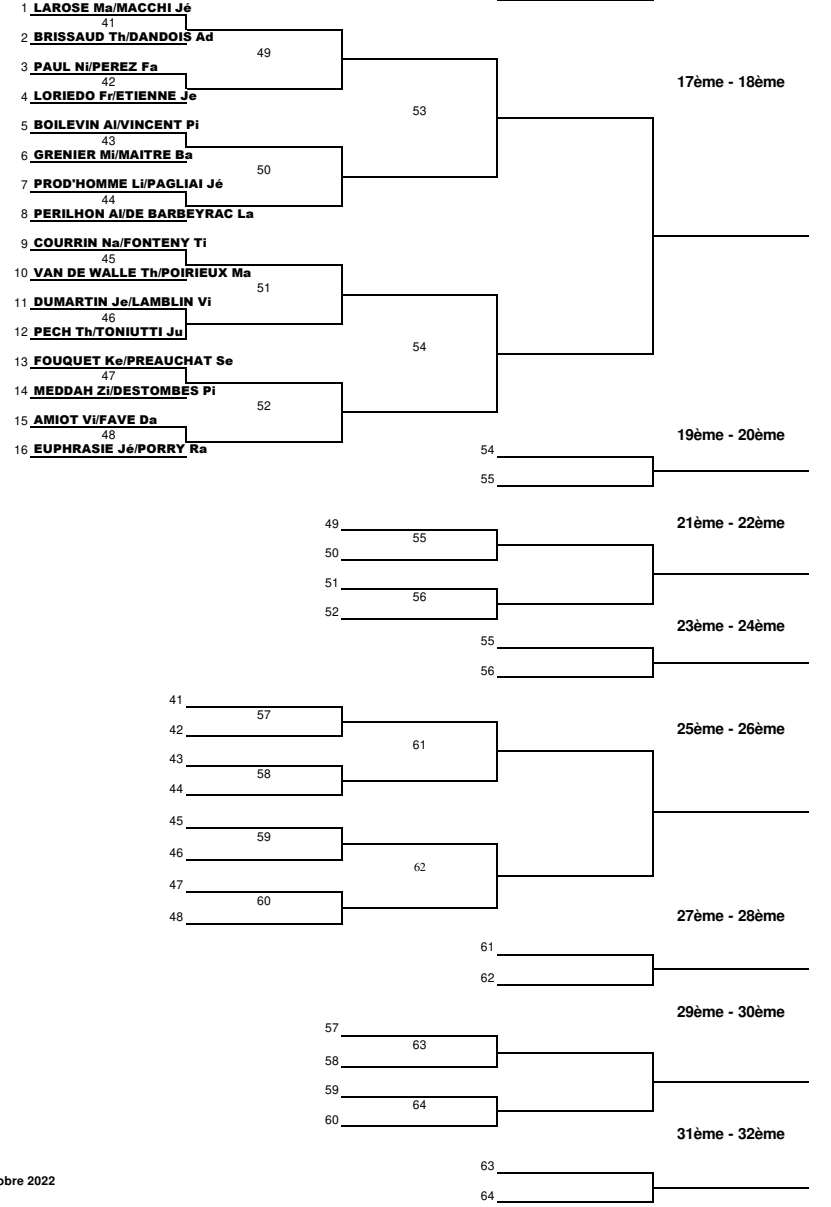 1 LAROSE Ma/MACCHI Jé
41
2 BRISSAUD Th/DANDOIS Ad
49
3 PAUL Ni/PEREZ Fa
42
17ème - 18ème
4 LORIEDO Fr/ETIENNE Je
53
5 BOILEVIN Al/VINCENT Pi
43
6 GRENIER Mi/MAITRE Ba
50
7 PROD'HOMME Li/PAGLIAI Jé
44
8 PERILHON Al/DE BARBEYRAC La
9 COURRIN Na/FONTENY Ti
45
10 VAN DE WALLE Th/POIRIEUX Ma
51
11 DUMARTIN Je/LAMBLIN Vi
46
12 PECH Th/TONIUTTI Ju
54
13 FOUQUET Ke/PREAUCHAT Se
47
14 MEDDAH Zi/DESTOMBES Pi
52
15 AMIOT Vi/FAVE Da
48
19ème - 20ème
16 EUPHRASIE Jé/PORRY Ra
54
55
49
21ème - 22ème
55
50
51
56
52
23ème - 24ème
55
56
41
57
42
25ème - 26ème
61
43
58
44
45
59
46
62
47
60
48
27ème - 28ème
61
62
29ème - 30ème
57
63
58
59
64
60
31ème - 32ème
63
obre 2022
64